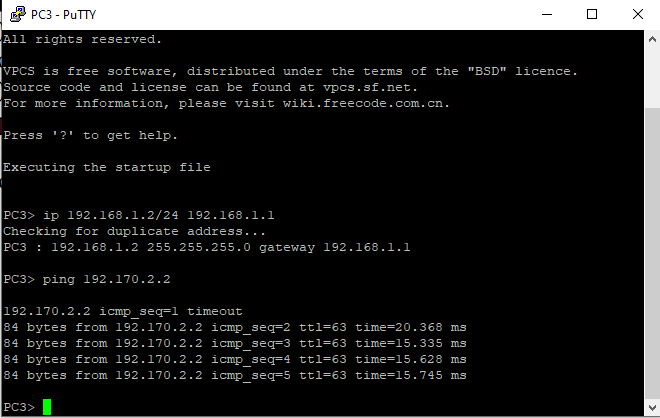 PC3 - PuTTY
All rights reserved.
VPCS is free software, distributed under the terms of the "BSD" licence.
Source code and license can be found at vpcs.sf.net.
For more information, please visit wiki.freecode.com.cn.
Press '?' to get help.
Executing the startup file
PC3> ip 192.168.1.2/24 192.168.1.1
Checking for duplicate address...
PC3 : 192.168.1.2 255.255.255.0 gateway 192.168.1.1
PC3> ping 192.170.2.2
192.170.2.2 icmp_seq=1 timeout
84 bytes from 192.170.2.2 icmp_seq=2 ttl=63 time=20.368 ms
84 bytes from 192.170.2.2 icmp_seq=3 ttl=63 time=15.335 ms
84 bytes from 192.170.2.2 icmp_seq=4 ttl=63 time=15.628 ms
84 bytes from 192.170.2.2 icmp_seq=5 ttl=63 time=15.745 ms
PC3>